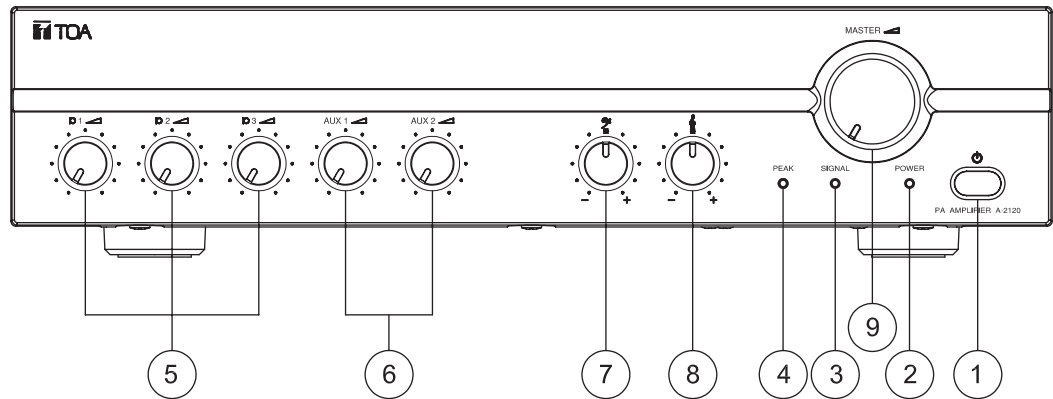 TOA
MASTER
1 2 3 AUX 1 AUX 2
PEAK SIGNAL POWER
− + − +
PA AMPLIFIER A-2120
9
5 6 7 8 4 3 2 1